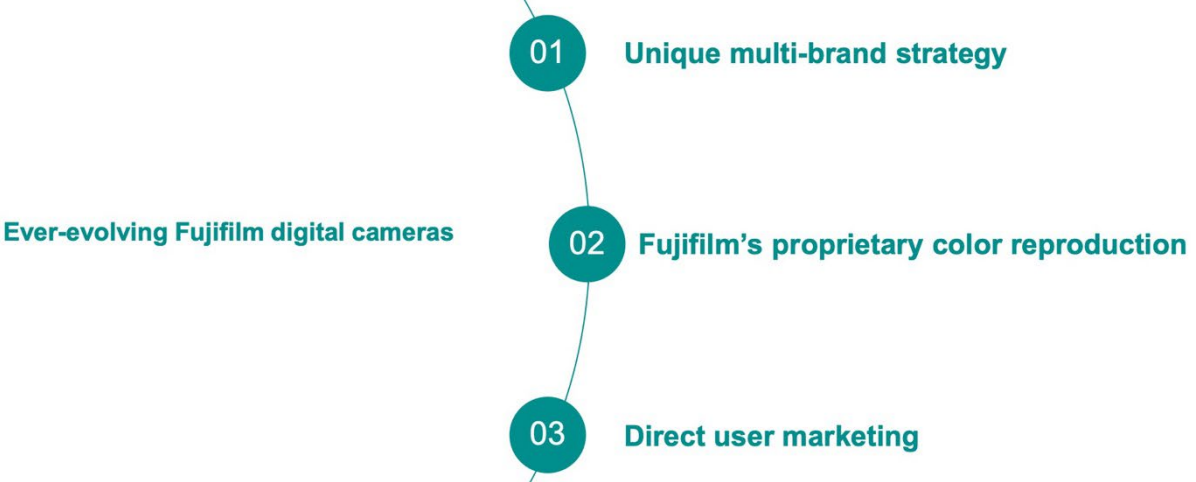 01
Unique multi-brand strategy
Ever-evolving Fujifilm digital cameras
02
Fujifilm’s proprietary color reproduction
03
Direct user marketing